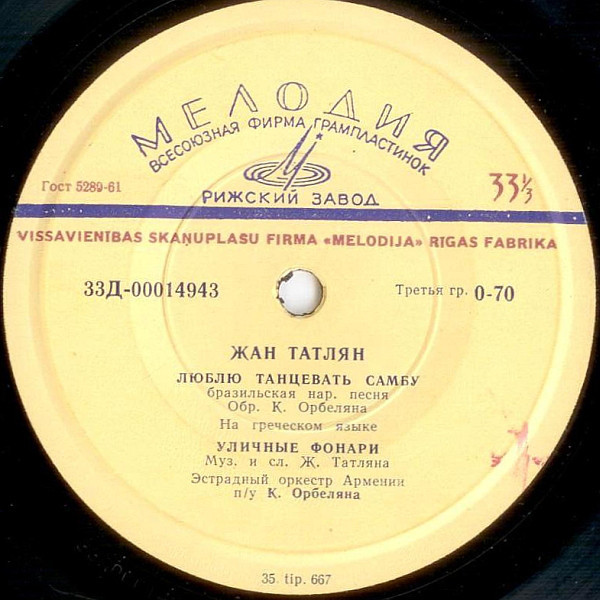 МЕЛОДИЯ
ВСЕСОЮЗНАЯ ФИРМА ГРАМПЛАСТИНОК
РИЖСКИЙ ЗАВОД
Гост 5289-61
33⅓
VISSAVIENĪBAS SKAŅUPLAŠU FIRMA «MELODIJA» RĪGAS FABRIKA
33Д-00014943
Третья гр. 0-70
ЖАН ТАТЛЯН
ЛЮБЛЮ ТАНЦЕВАТЬ САМБУ
бразильская нар. песня
Обр. К. Орбеляна
На греческом языке
УЛИЧНЫЕ ФОНАРИ
Муз. и сл. Ж. Татляна
Эстрадный оркестр Армении
п/у К. Орбеляна
35. tip. 667